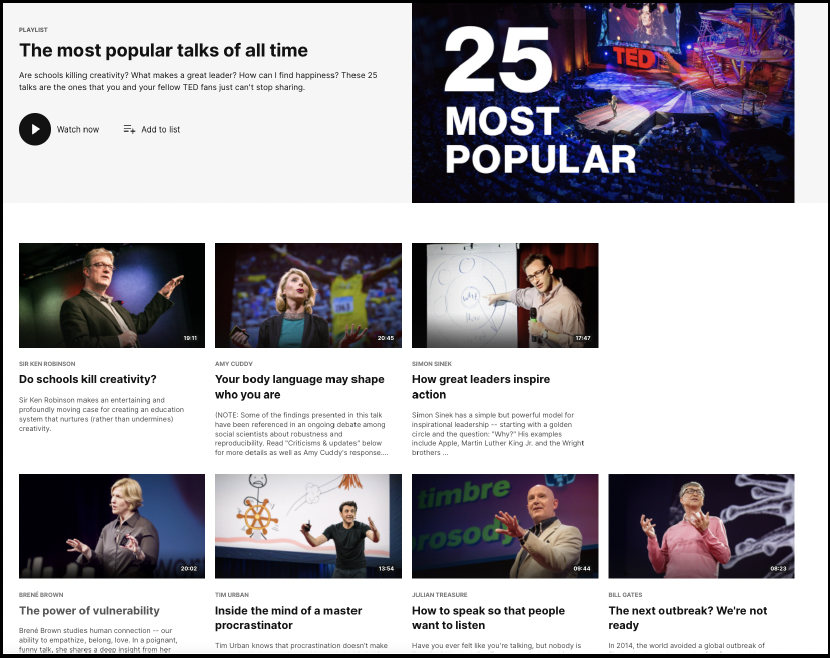 PLAYLIST
The most popular talks of all time
Are schools killing creativity? What makes a great leader? How can I find happiness? These 25
talks are the ones that you and your fellow TED fans just can't stop sharing.
Watch now
Add to list
TED
25
MOST
POPULAR
19:11
SIR KEN ROBINSON
Do schools kill creativity?
Sir Ken Robinson makes an entertaining and
profoundly moving case for creating an education
system that nurtures (rather than undermines)
creativity.
20:45
AMY CUDDY
Your body language may shape
who you are
(NOTE: Some of the findings presented in this talk
have been referenced in an ongoing debate among
social scientists about robustness and
reproducibility. Read "Criticisms & updates" below
for more details as well as Amy Cuddy's response....
17:47
SIMON SINEK
How great leaders inspire
action
Simon Sinek has a simple but powerful model for
inspirational leadership -- starting with a golden
circle and the question: "Why?" His examples
include Apple, Martin Luther King Jr. and the Wright
brothers ...
20:02
BRENÉ BROWN
The power of vulnerability
Brené Brown studies human connection -- our
ability to empathize, belong, love. In a poignant,
funny talk, she shares a deep insight from her
13:54
TIM URBAN
Inside the mind of a master
procrastinator
Tim Urban knows that procrastination doesn't make
timbre
prosody
09:44
JULIAN TREASURE
How to speak so that people
want to listen
Have you ever felt like you're talking, but nobody is
08:23
BILL GATES
The next outbreak? We're not
ready
In 2014, the world avoided a global outbreak of